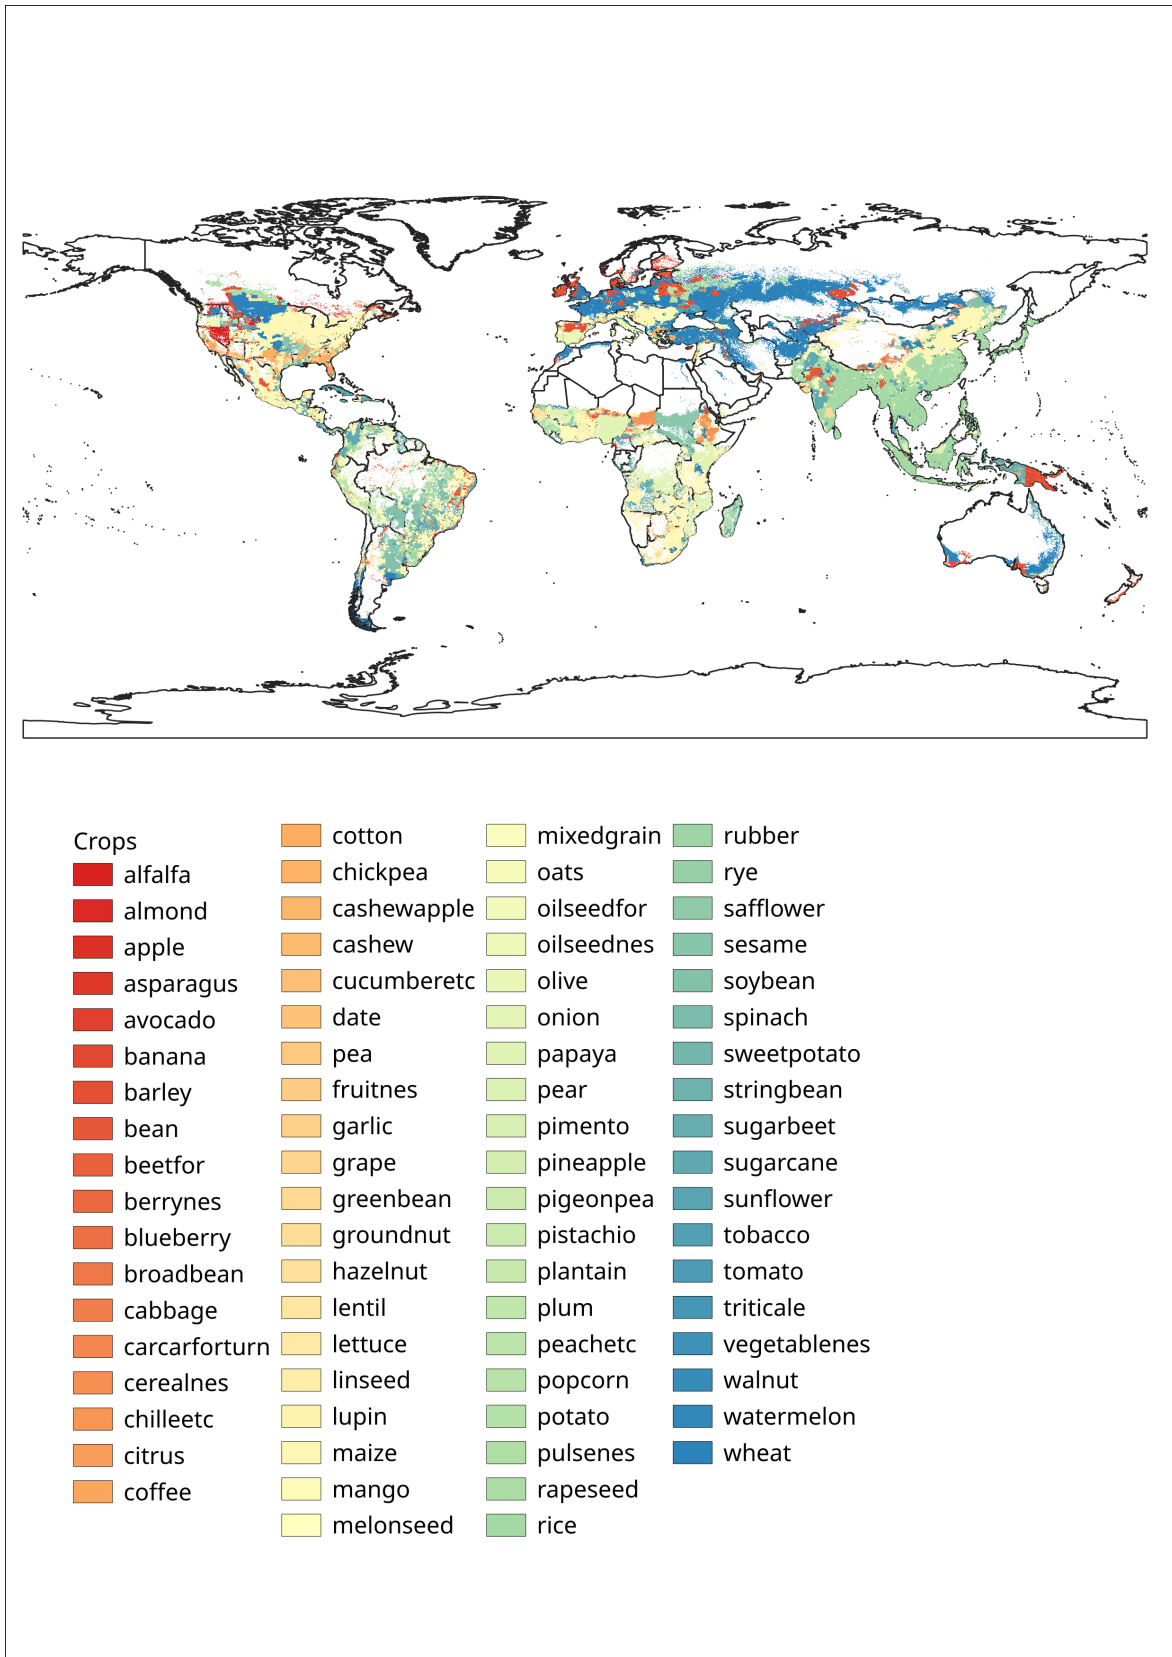 Crops
alfalfa
almond
apple
asparagus
avocado
banana
barley
bean
beetfor
berrynes
blueberry
broadbean
cabbage
carcarforturn
cerealnes
chilleetc
citrus
coffee
cotton
chickpea
cashewapple
cashew
cucumberetc
date
pea
fruitnes
garlic
grape
greenbean
groundnut
hazelnut
lentil
lettuce
linseed
lupin
maize
mango
melonseed
mixedgrain
oats
oilseedfor
oilseednes
olive
onion
papaya
pear
pimento
pineapple
pigeonpea
pistachio
plantain
plum
peachetc
popcorn
potato
pulsenes
rapeseed
rice
rubber
rye
safflower
sesame
soybean
spinach
sweetpotato
stringbean
sugarbeet
sugarcane
sunflower
tobacco
tomato
triticale
vegetablenes
walnut
watermelon
wheat